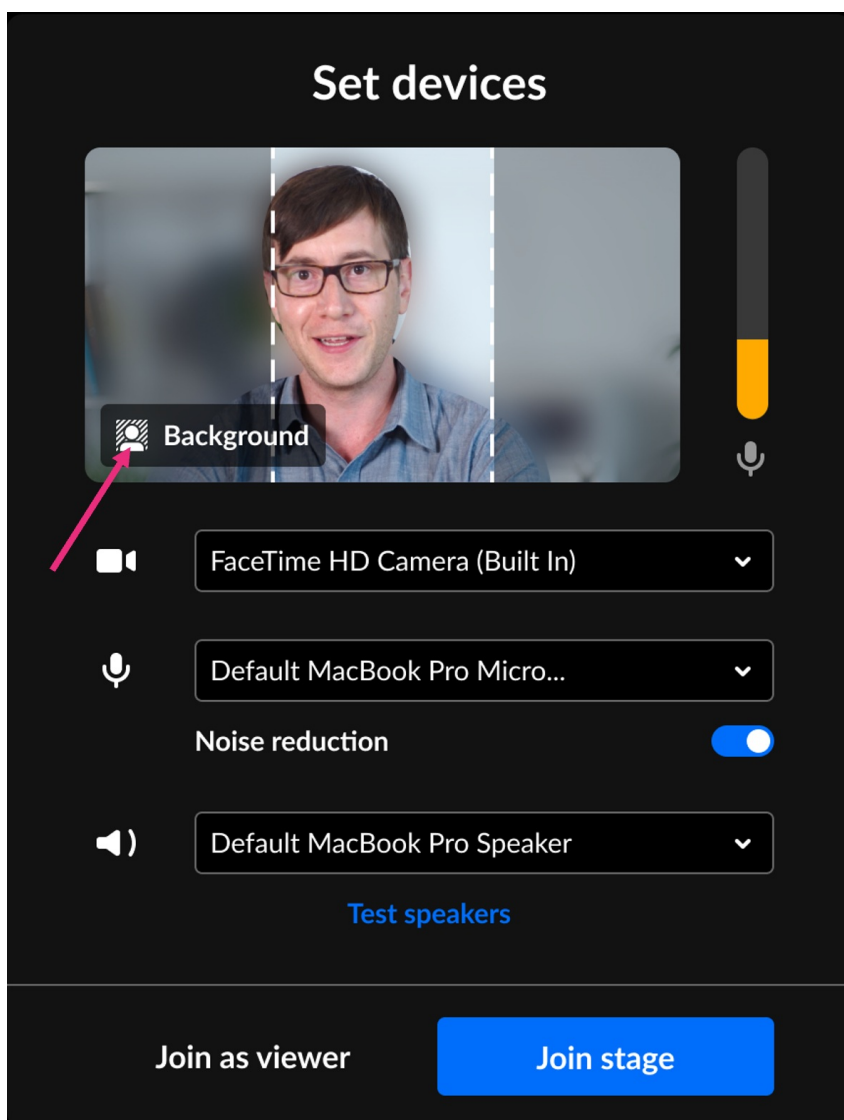 Set devices
Background
FaceTime HD Camera (Built In)
Default MacBook Pro Micro...
Noise reduction
Default MacBook Pro Speaker
Test speakers
Join as viewer
Join stage